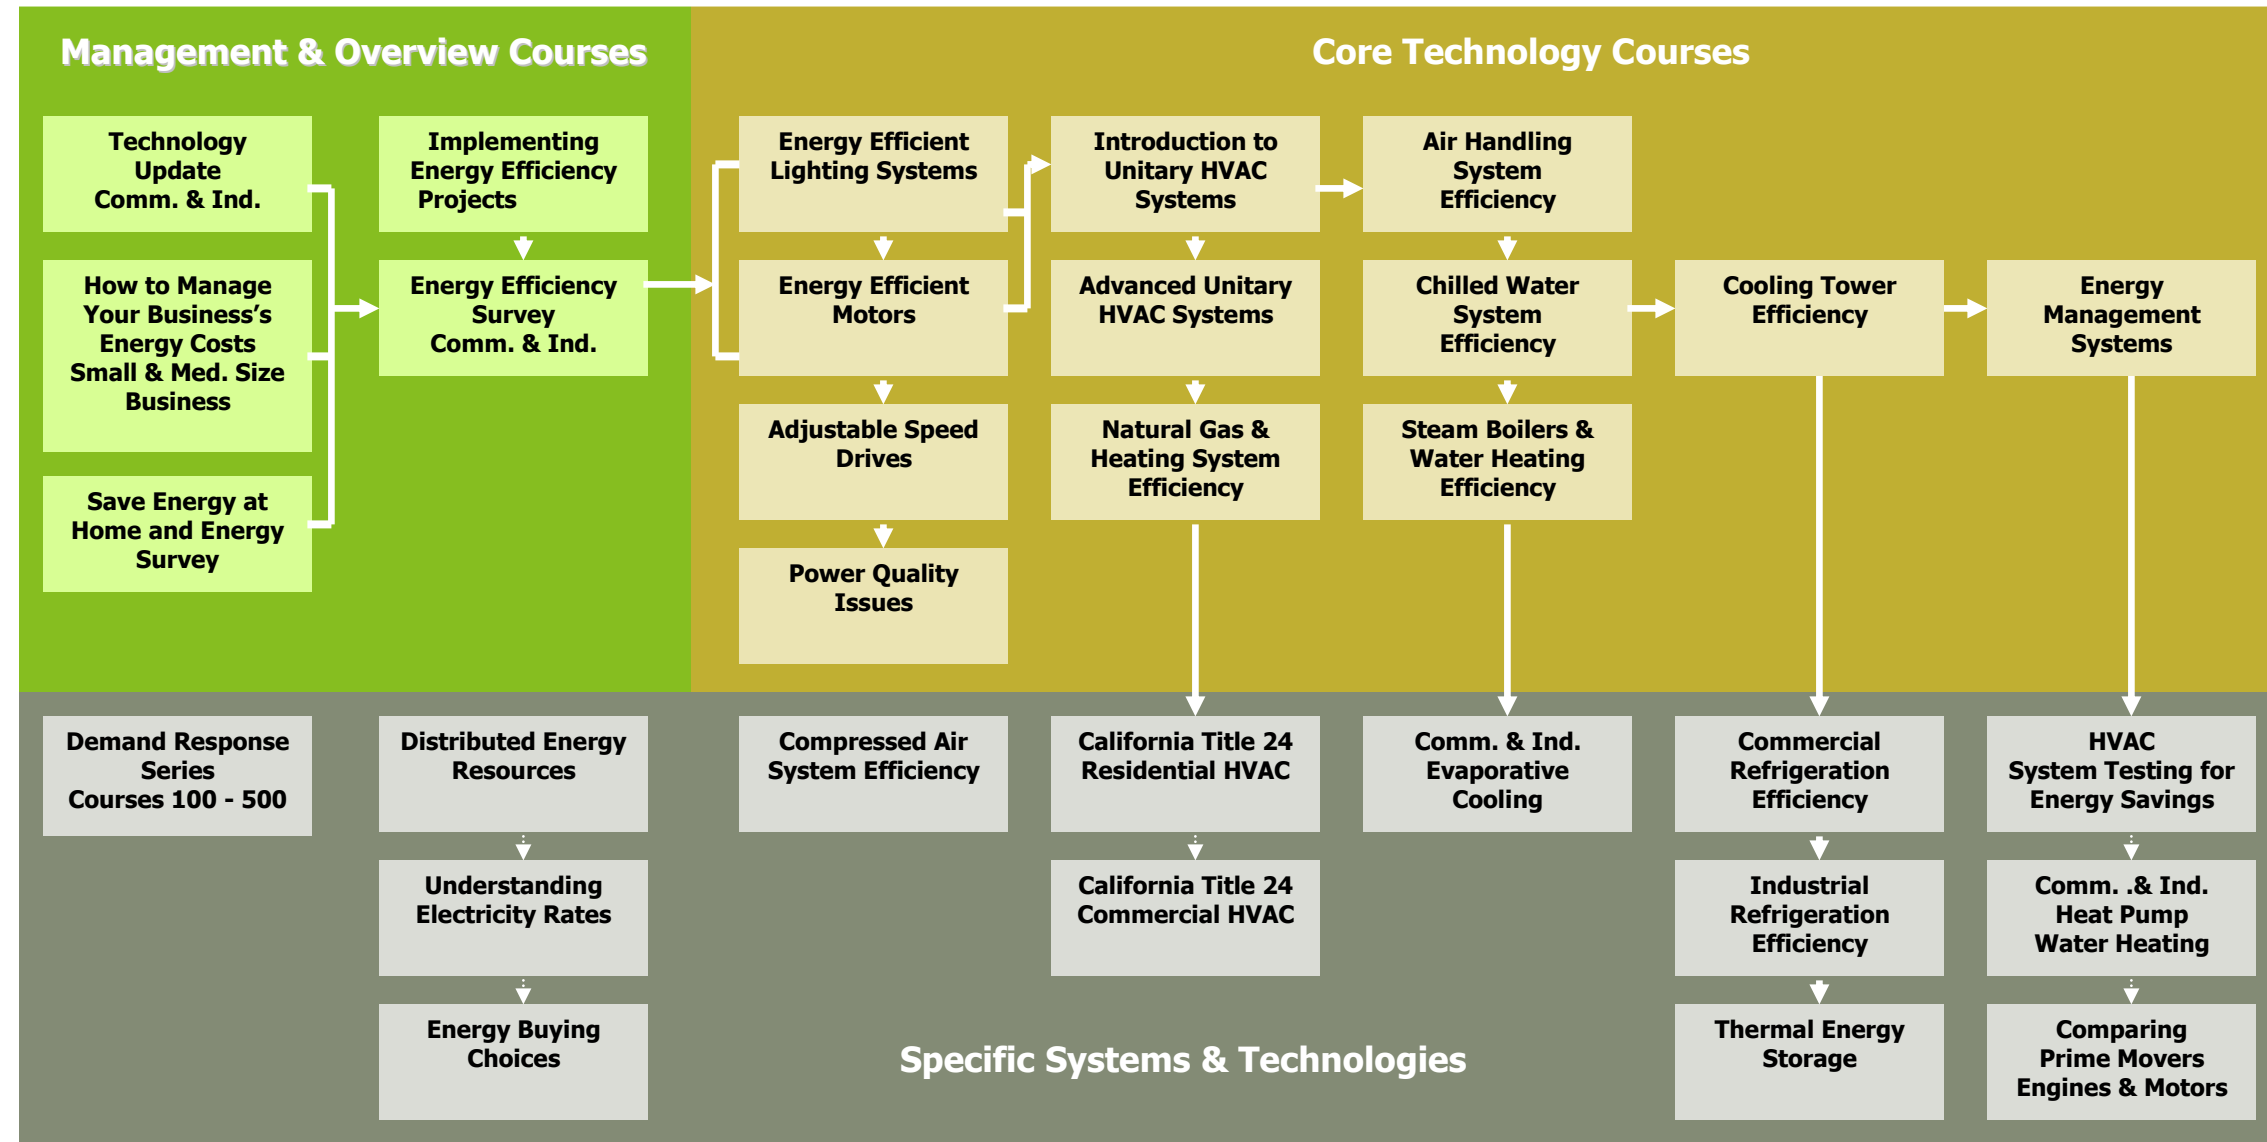 Management & Overview Courses
Core Technology Courses
Technology
Update
Comm. & Ind.
How to Manage
Your Business’s
Energy Costs
Small & Med. Size
Business
Save Energy at
Home and Energy
Survey
Implementing
Energy Efficiency
Projects
Energy Efficiency
Survey
Comm. & Ind.
Energy Efficient
Lighting Systems
Energy Efficient
Motors
Adjustable Speed
Drives
Power Quality
Issues
Introduction to
Unitary HVAC
Systems
Advanced Unitary
HVAC Systems
Natural Gas &
Heating System
Efficiency
Air Handling
System
Efficiency
Chilled Water
System
Efficiency
Steam Boilers &
Water Heating
Efficiency
Cooling Tower
Efficiency
Energy
Management
Systems
Demand Response
Series
Courses 100 - 500
Distributed Energy
Resources
Understanding
Electricity Rates
Energy Buying
Choices
Compressed Air
System Efficiency
California Title 24
Residential HVAC
California Title 24
Commercial HVAC
Comm. & Ind.
Evaporative
Cooling
Commercial
Refrigeration
Efficiency
Industrial
Refrigeration
Efficiency
Thermal Energy
Storage
HVAC
System Testing for
Energy Savings
Comm. .& Ind.
Heat Pump
Water Heating
Comparing
Prime Movers
Engines & Motors
Specific Systems & Technologies